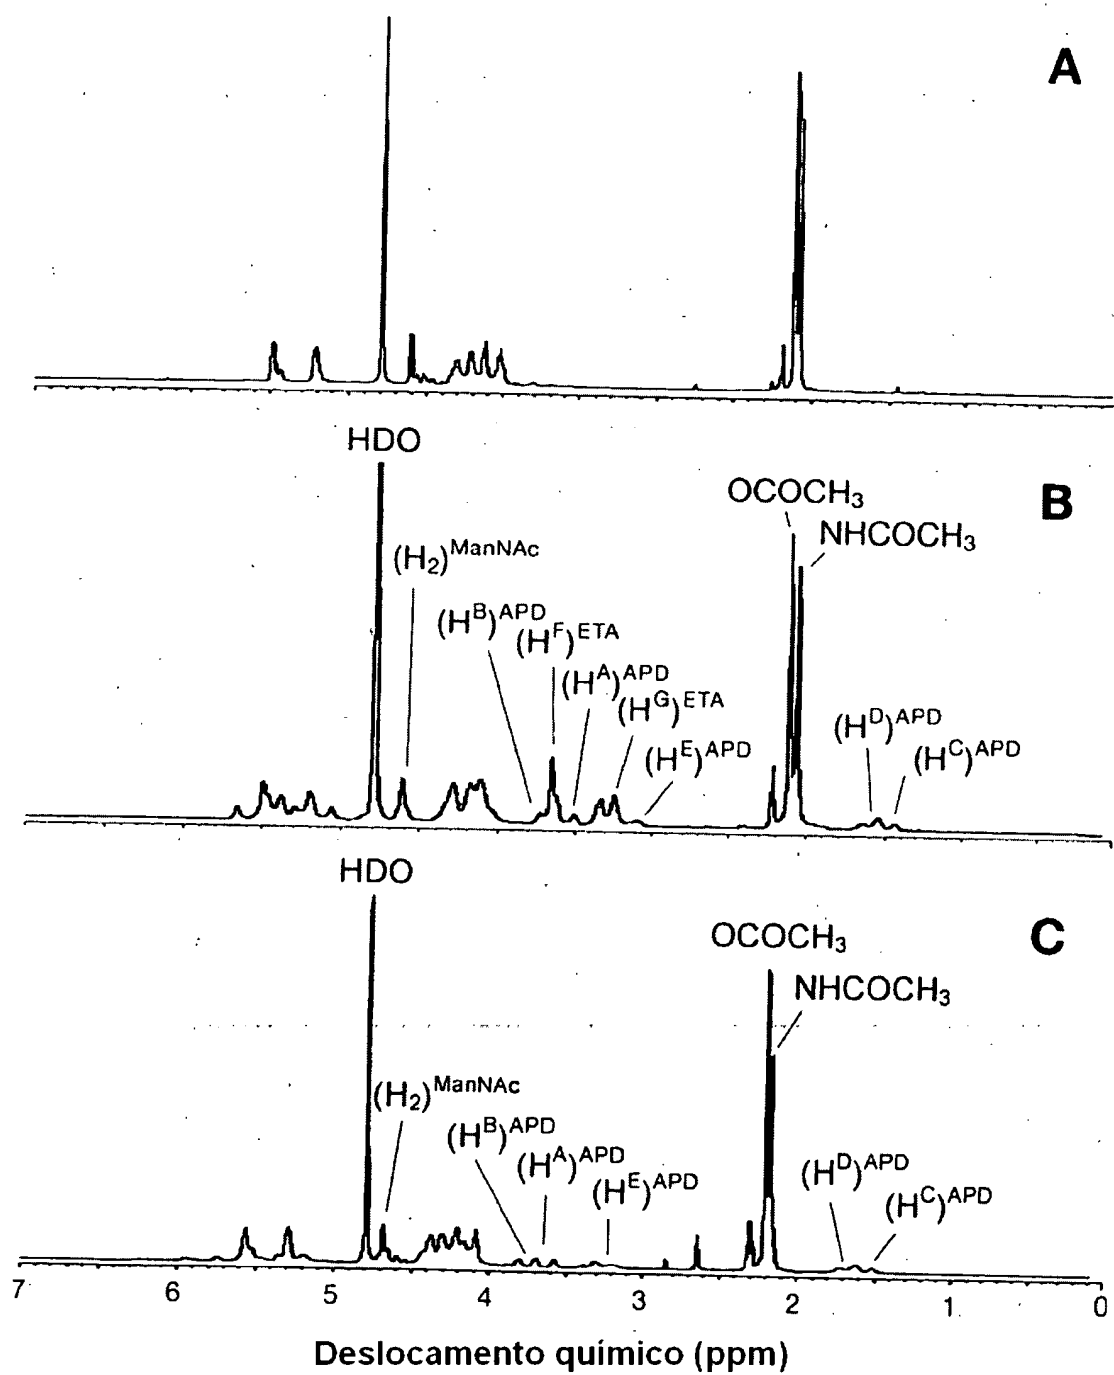 A
HDO
B
OCOCH₃
NHCOCH₃
(H₂)ᴹᵃⁿᴺᴬᶜ
(Hᴮ)ᴬᴾᴰ
(Hꟳ)ᴱᵀᴬ
(Hᴬ)ᴬᴾᴰ
(Hᴳ)ᴱᵀᴬ
(Hᴱ)ᴬᴾᴰ
(Hᴰ)ᴬᴾᴰ
(Hᶜ)ᴬᴾᴰ
HDO
C
OCOCH₃
NHCOCH₃
(H₂)ᴹᵃⁿᴺᴬᶜ
(Hᴮ)ᴬᴾᴰ
(Hᴬ)ᴬᴾᴰ
(Hᴱ)ᴬᴾᴰ
(Hᴰ)ᴬᴾᴰ
(Hᶜ)ᴬᴾᴰ
7 6 5 4 3 2 1 0
Deslocamento químico (ppm)